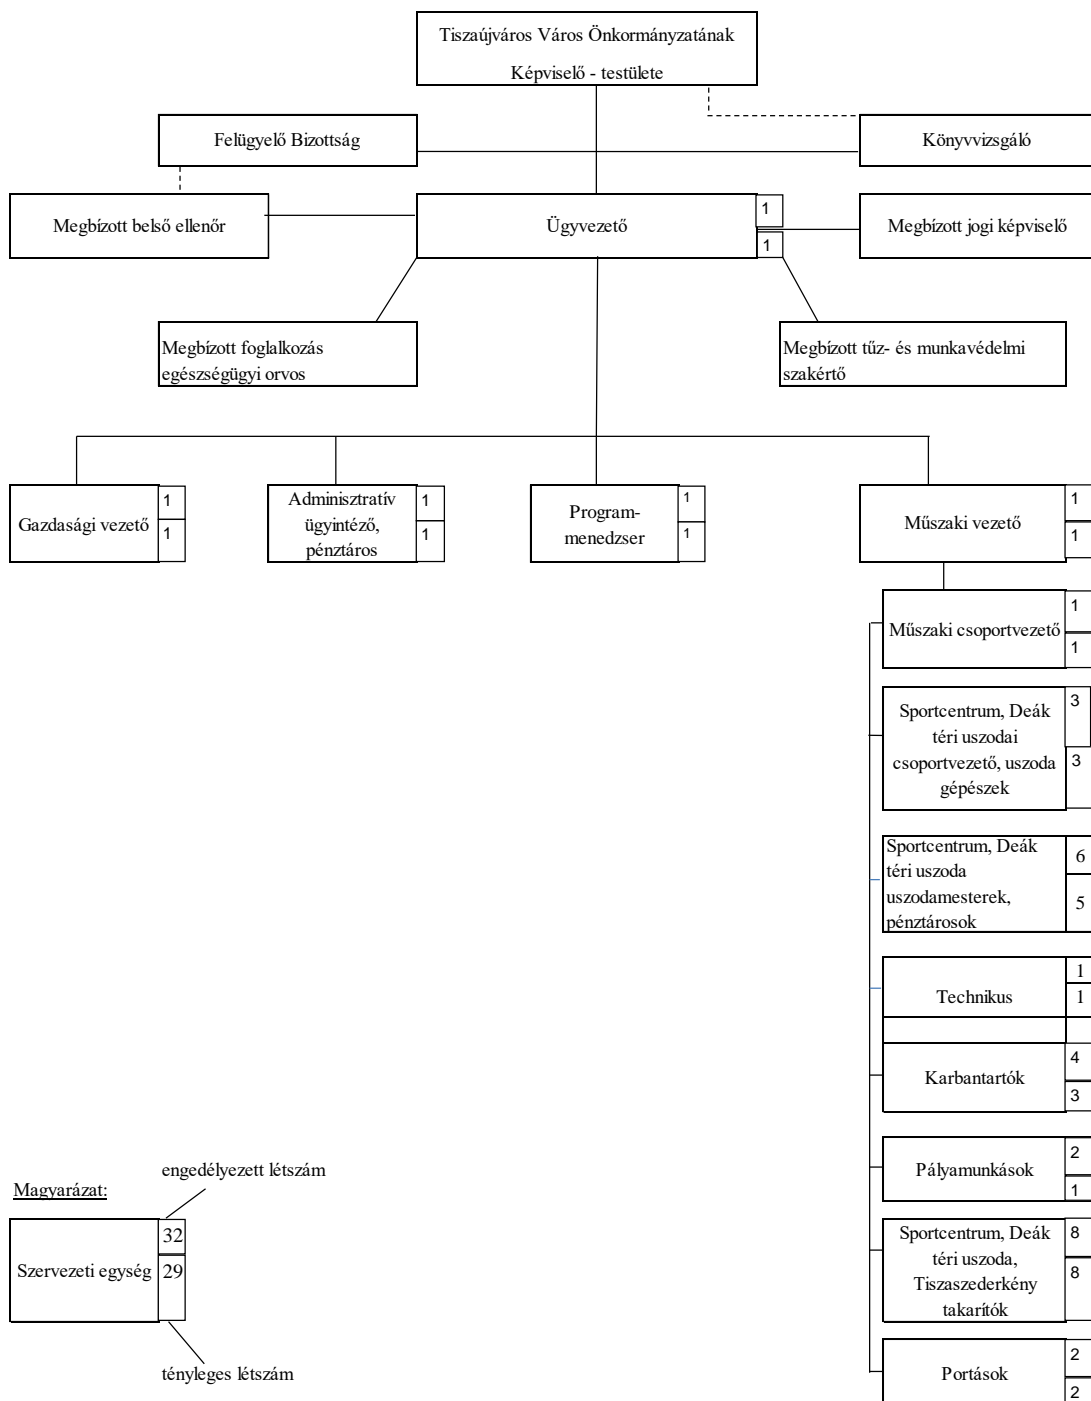 Tiszaújváros Város Önkormányzatának
Képviselő - testülete
Felügyelő Bizottság
Könyvvizsgáló
Megbízott belső ellenőr
Ügyvezető
1
1
Megbízott jogi képviselő
Megbízott foglalkozás
egészségügyi orvos
Megbízott tűz- és munkavédelmi
szakértő
Gazdasági vezető
1
1
Adminisztratív
ügyintéző,
pénztáros
1
1
Program-
menedzser
1
1
Műszaki vezető
1
1
Műszaki csoportvezető
1
1
Sportcentrum, Deák
téri uszodai
csoportvezető, uszoda
gépészek
3
3
Sportcentrum, Deák
téri uszoda
uszodamesterek,
pénztárosok
6
5
Technikus
1
1
Karbantartók
4
3
Pályamunkások
2
1
Sportcentrum, Deák
téri uszoda,
Tiszaszederkény
takarítók
8
8
Portások
2
2
Magyarázat:
engedélyezett létszám
Szervezeti egység
32
29
tényleges létszám